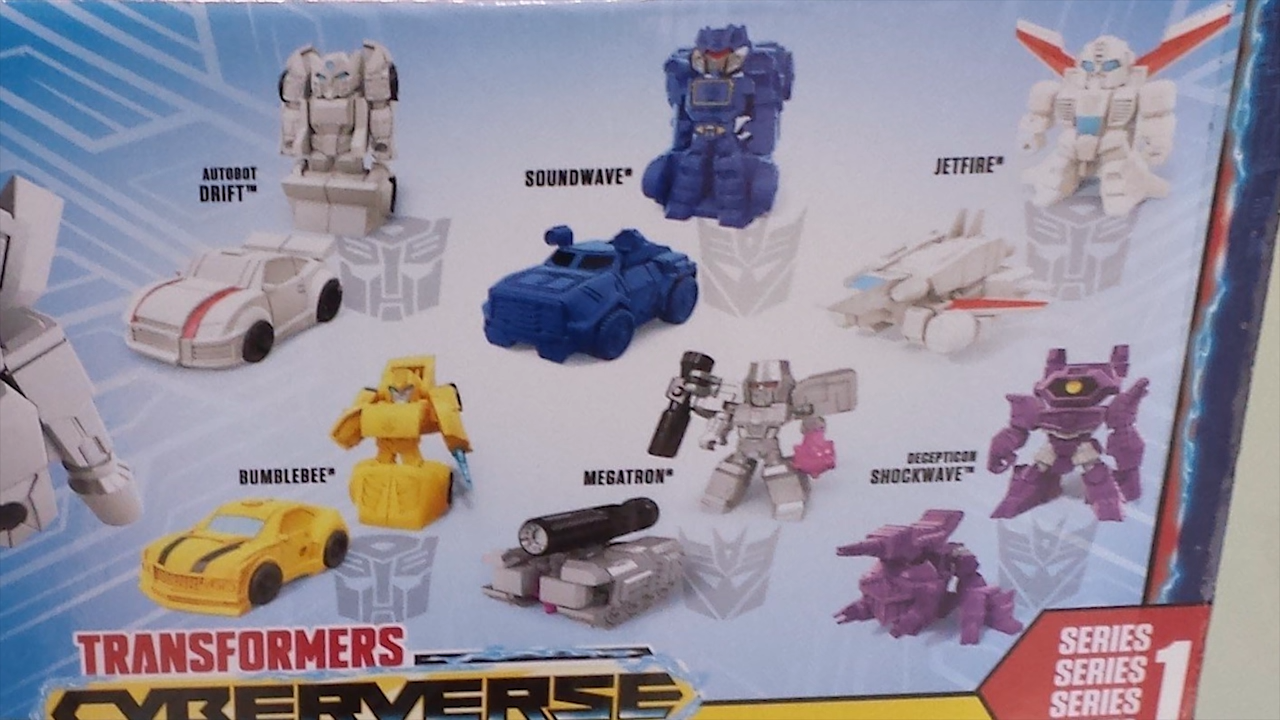 AUTOBOT
DRIFT™
SOUNDWAVE®
JETFIRE®
BUMBLEBEE®
MEGATRON®
DECEPTICON
SHOCKWAVE™
TRANSFORMERS
CYBERVERSE
SERIES
SERIES 1
SERIES